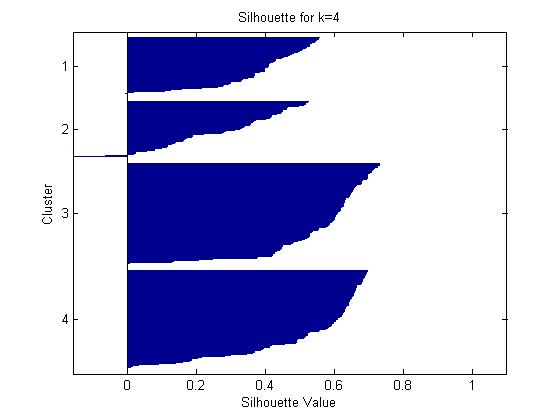 Silhouette for k=4
1
2
3
4
Cluster
0 0.2 0.4 0.6 0.8 1
Silhouette Value